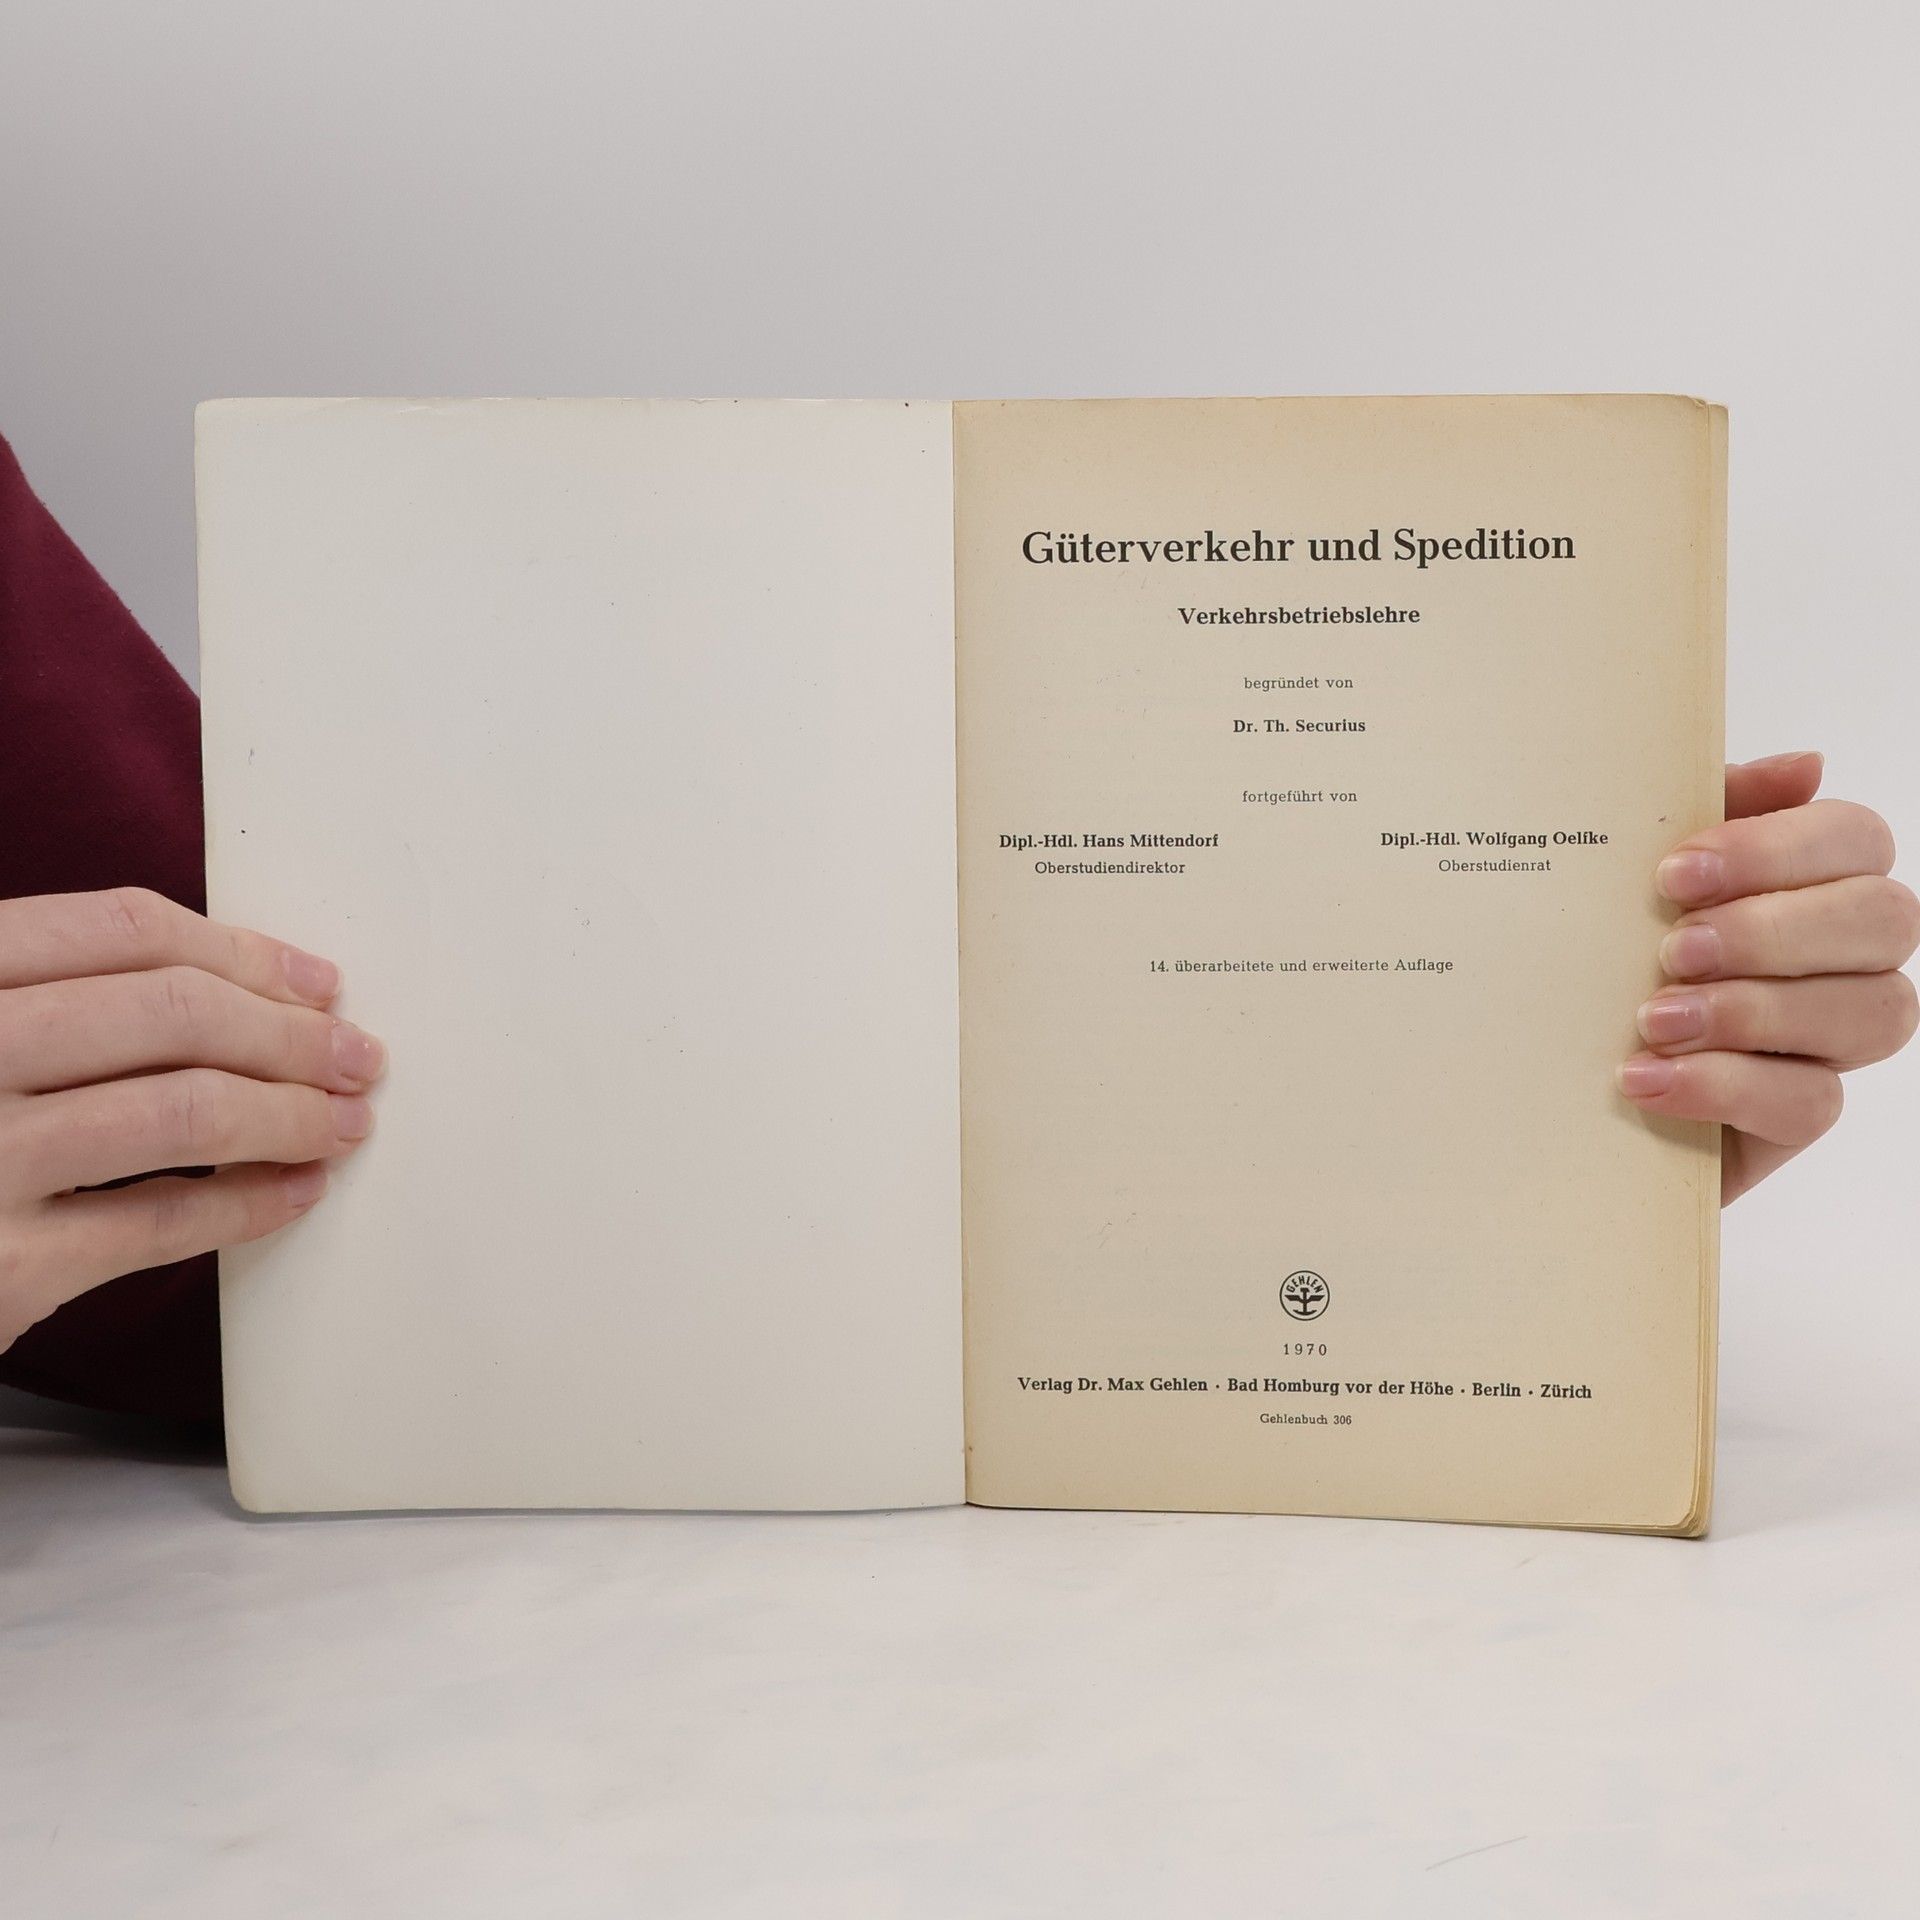 Güterverkehr und Spedition
Verkehrsbetriebslehre
begründet von
Dr. Th. Securius
fortgeführt von
Dipl.-Hdl. Hans Mittendorf
Oberstudiendirektor
Dipl.-Hdl. Wolfgang Oelfke
Oberstudienrat
14. überarbeitete und erweiterte Auflage
GEHLEN
1970
Verlag Dr. Max Gehlen · Bad Homburg vor der Höhe · Berlin · Zürich
Gehlenbuch 306